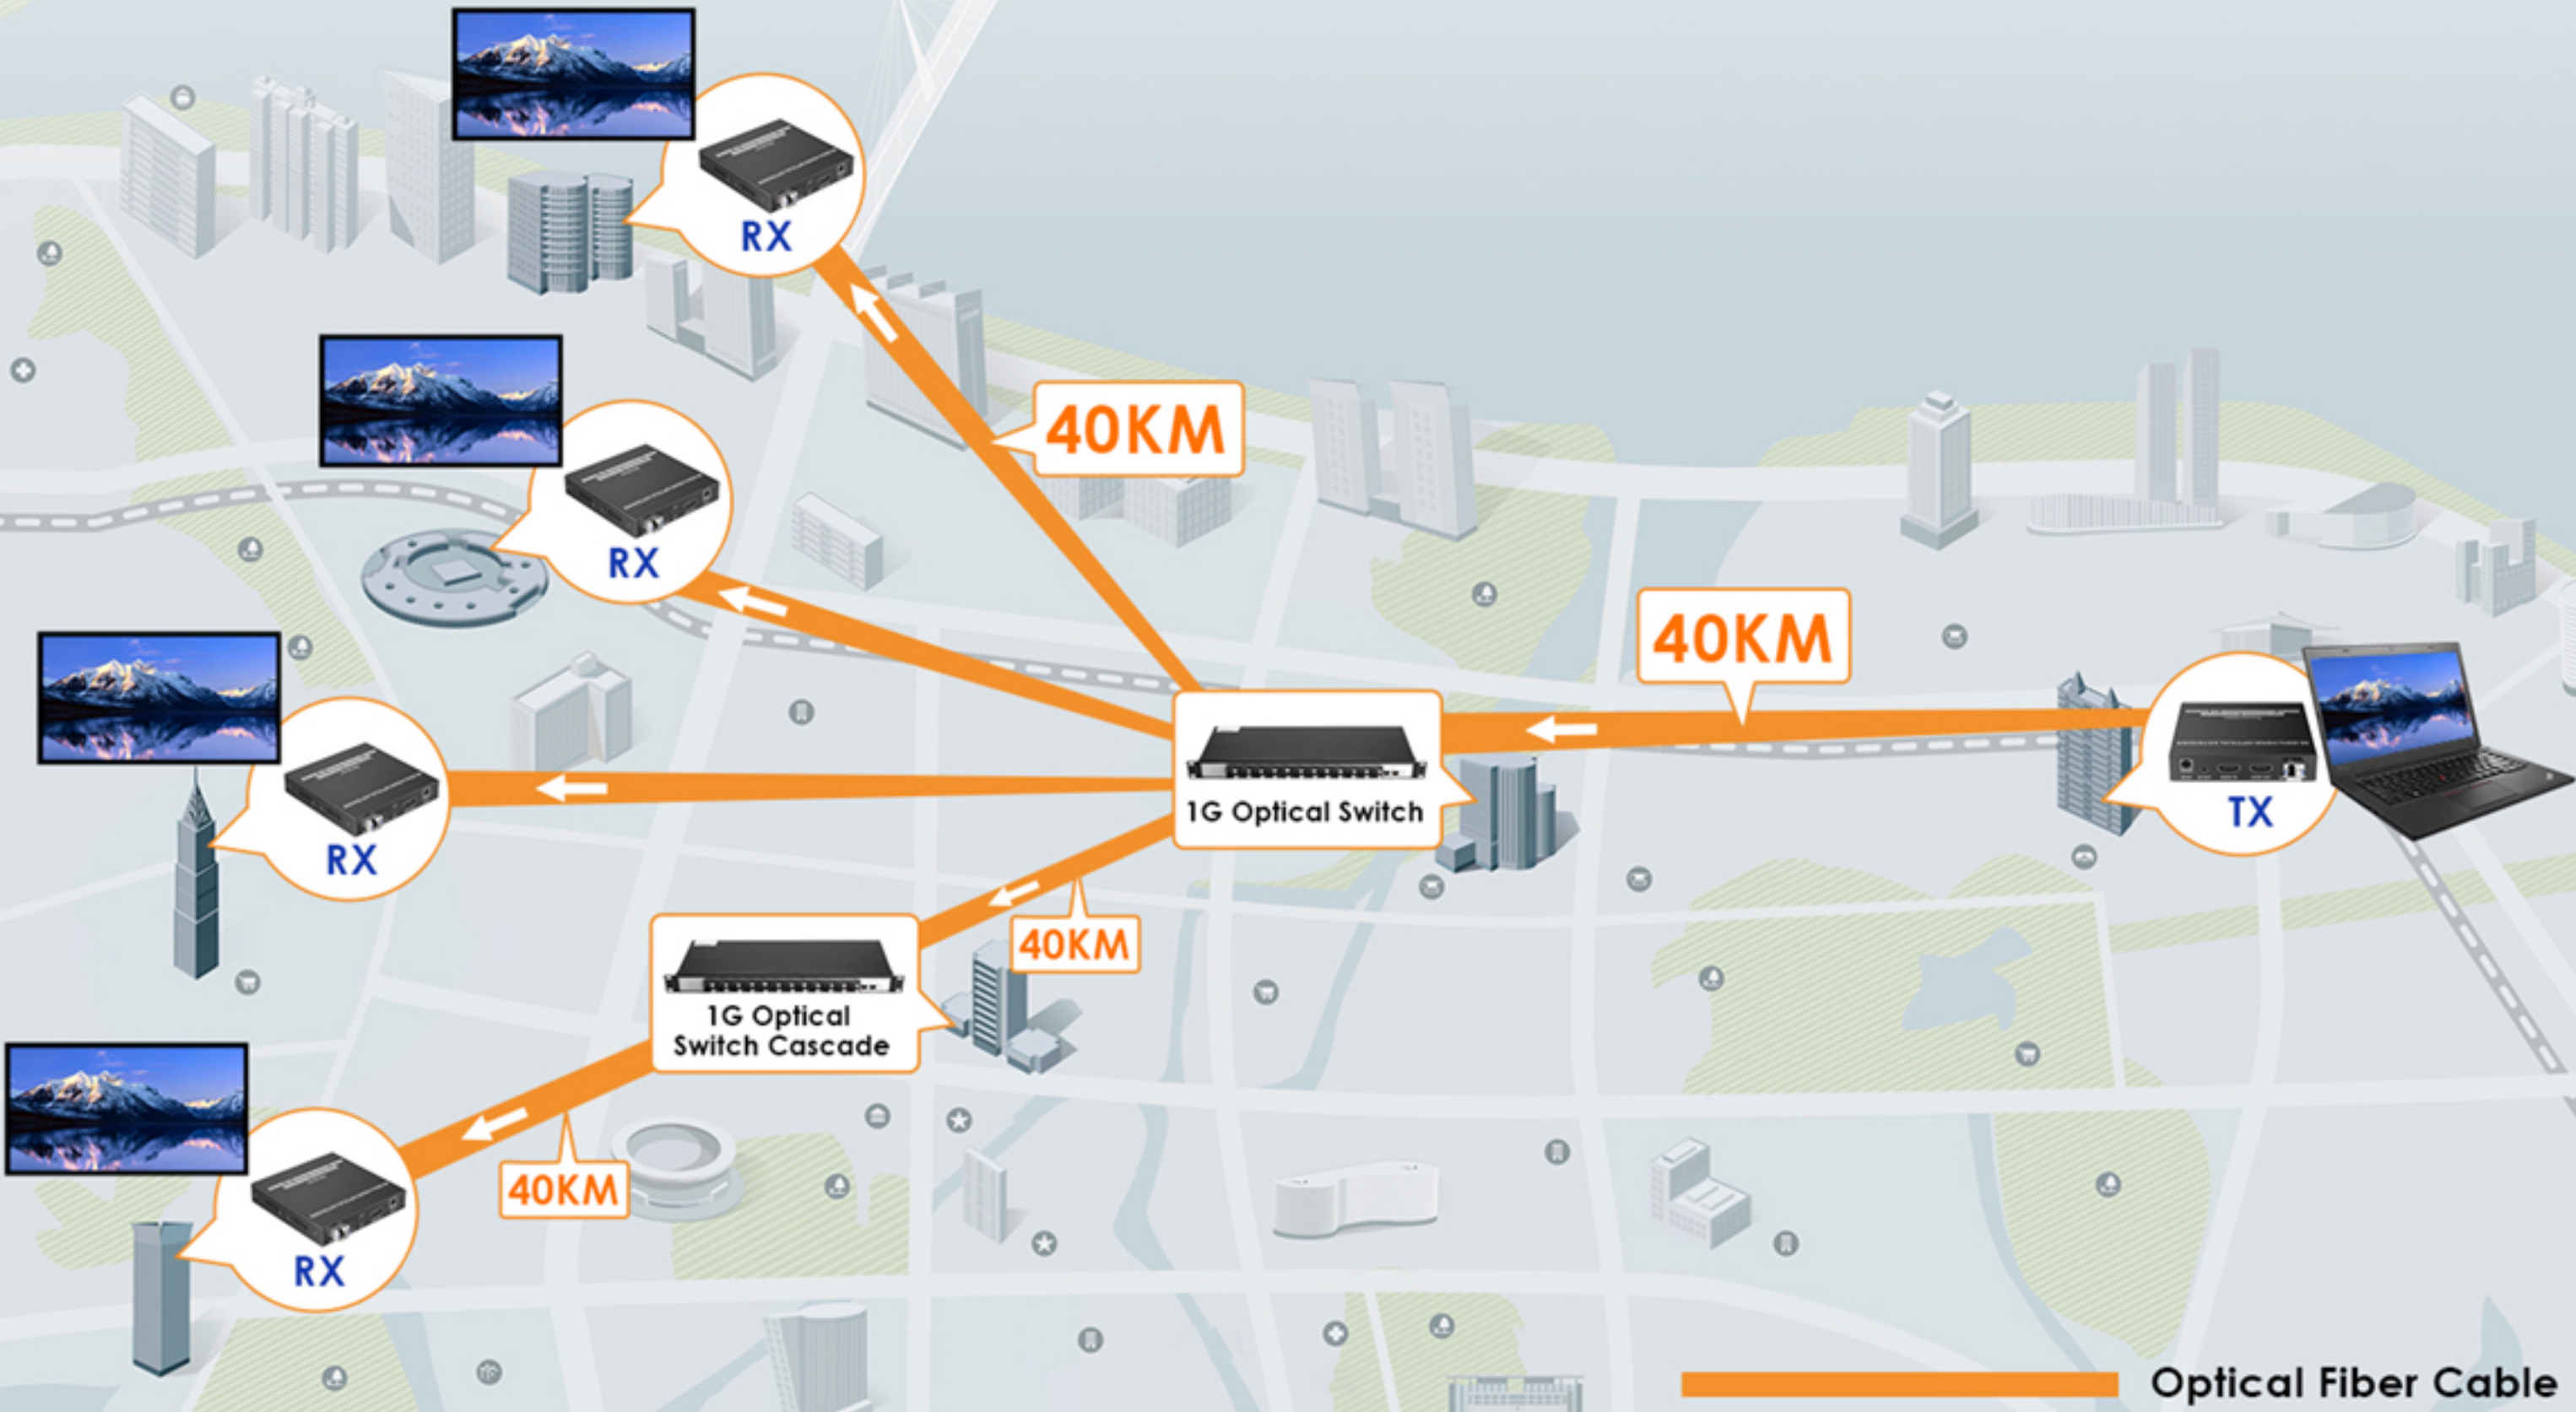 RX
40KM
RX
40KM
1G Optical Switch
TX
RX
40KM
1G Optical
Switch Cascade
40KM
RX
Optical Fiber Cable